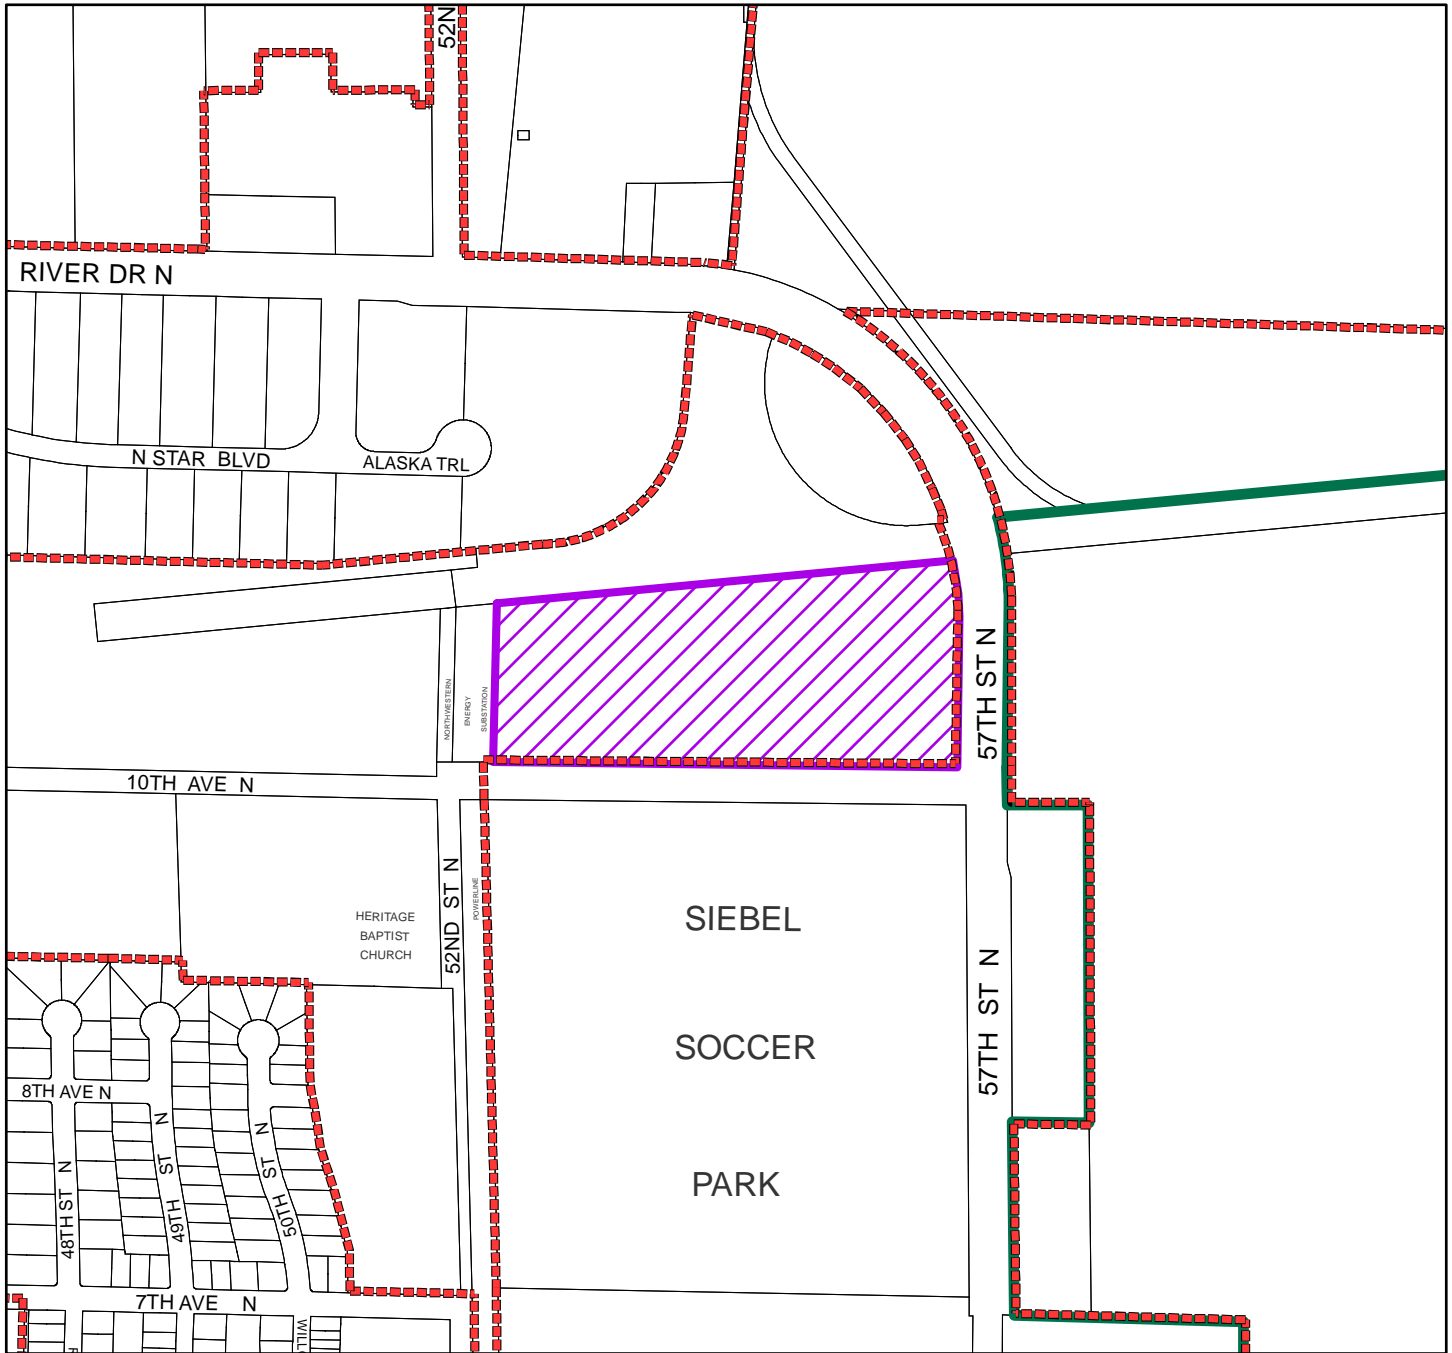 52N
RIVER DR N
N STAR BLVD
ALASKA TRL
57TH ST N
NORTHWESTERN
ENERGY
SUBSTATION
10TH AVE N
52ND ST N
POWERLINE
HERITAGE
BAPTIST
CHURCH
SIEBEL
SOCCER
PARK
57TH ST N
8TH AVE N
48TH ST N
49TH ST N
50TH ST N
7TH AVE N